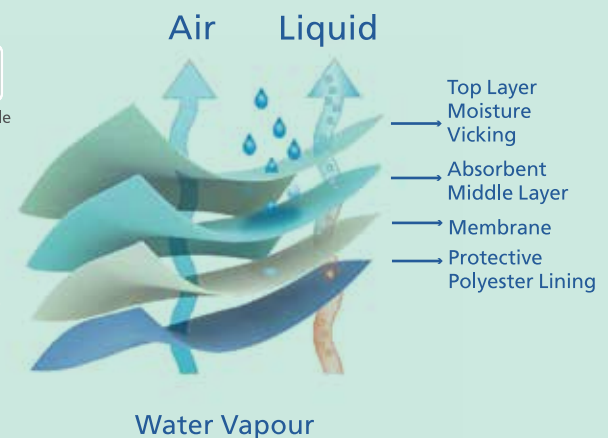 Air
Liquid
Top Layer
Moisture
Vicking
Absorbent
Middle Layer
Membrane
Protective
Polyester Lining
Water Vapour